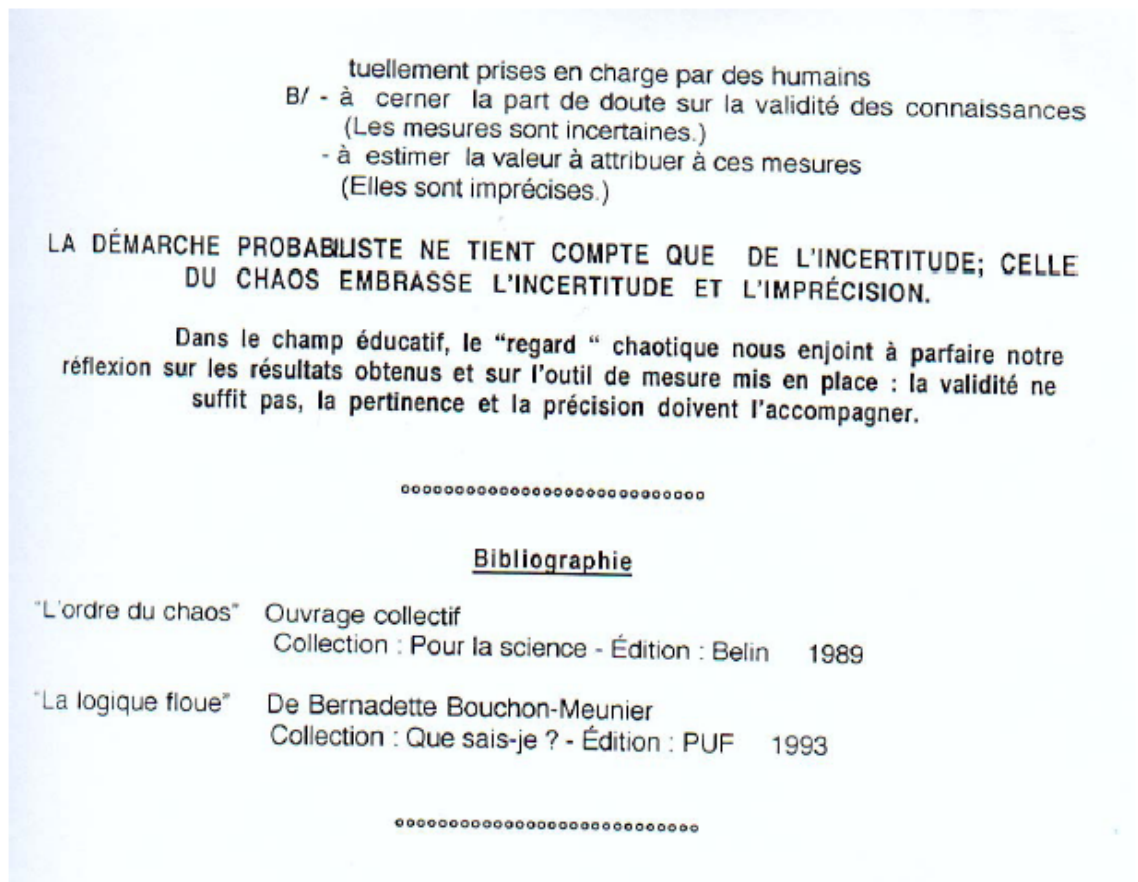 tuellement prises en charge par des humains
B/ - à cerner la part de doute sur la validité des connaissances
(Les mesures sont incertaines.)
- à estimer la valeur à attribuer à ces mesures
(Elles sont imprécises.)
LA DÉMARCHE PROBABILISTE NE TIENT COMPTE QUE DE L'INCERTITUDE; CELLE
DU CHAOS EMBRASSE L'INCERTITUDE ET L'IMPRÉCISION.
Dans le champ éducatif, le "regard " chaotique nous enjoint à parfaire notre
réflexion sur les résultats obtenus et sur l'outil de mesure mis en place : la validité ne
suffit pas, la pertinence et la précision doivent l'accompagner.
°°°°°°°°°°°°°°°°°°°°°°°°°°°°
Bibliographie
"L'ordre du chaos" Ouvrage collectif
Collection : Pour la science - Édition : Belin 1989
"La logique floue" De Bernadette Bouchon-Meunier
Collection : Que sais-je ? - Édition : PUF 1993
°°°°°°°°°°°°°°°°°°°°°°°°°°°°